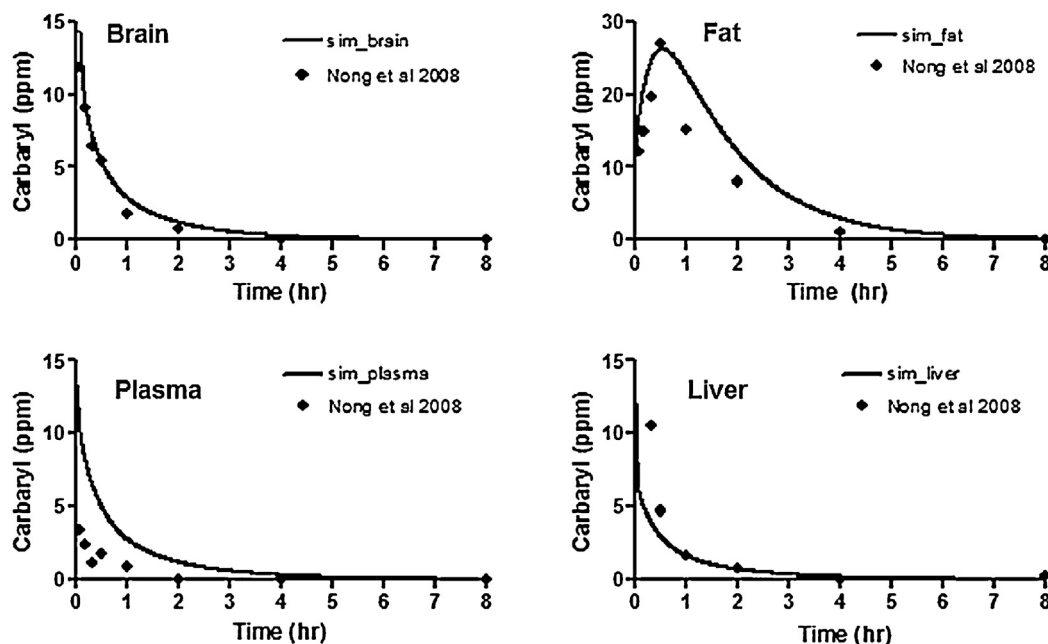 Brain
sim_brain
Nong et al 2008
Carbaryl (ppm)
15
10
5
0
0 1 2 3 4 5 6 7 8
Time (hr)
Fat
sim_fat
Nong et al 2008
Carbaryl (ppm)
30
20
10
0
0 1 2 3 4 5 6 7 8
Time (hr)
Plasma
sim_plasma
Nong et al 2008
Carbaryl (ppm)
15
10
5
0
0 1 2 3 4 5 6 7 8
Time (hr)
Liver
sim_liver
Nong et al 2008
Carbaryl (ppm)
15
10
5
0
0 1 2 3 4 5 6 7 8
Time (hr)